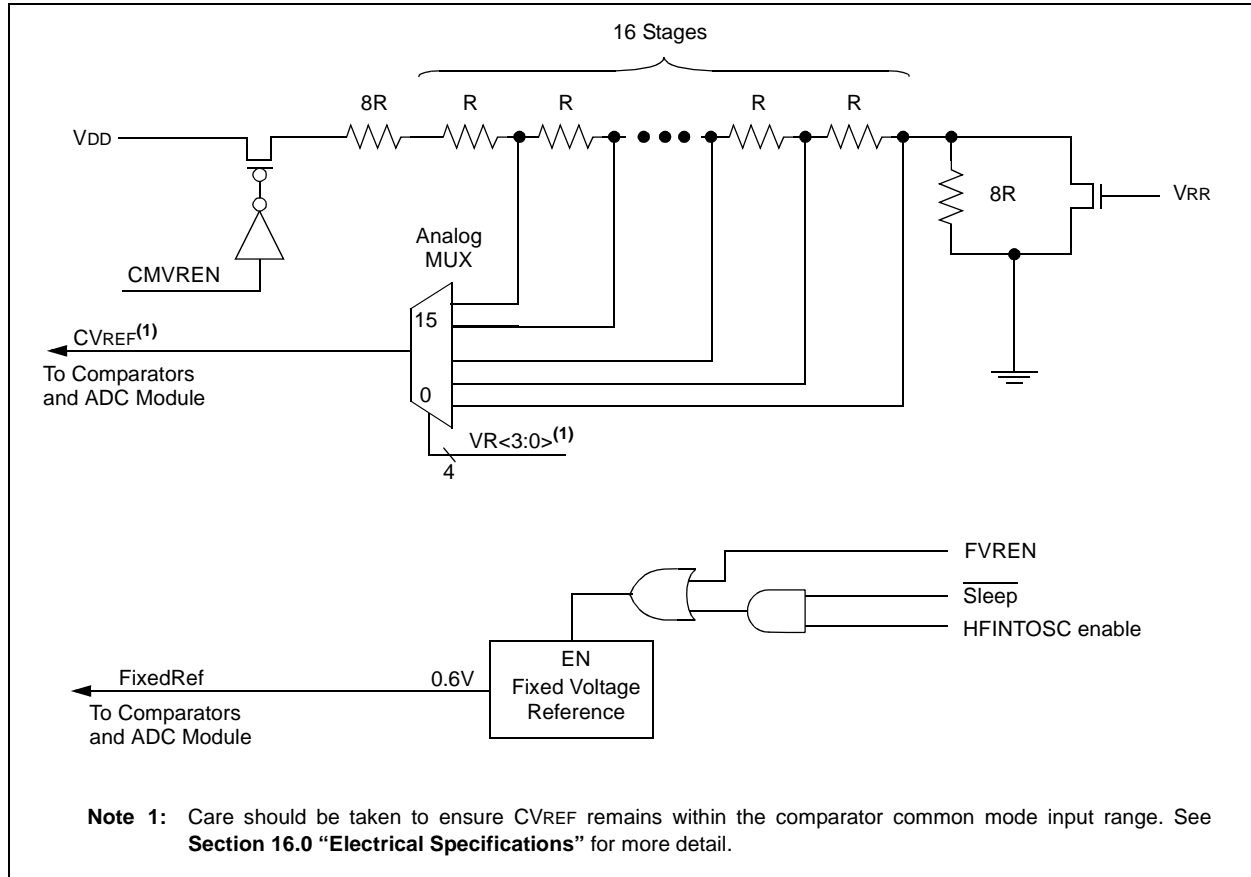 16 Stages
8R R R R R
VDD
8R
VRR
Analog
MUX
CMVREN
15
CVREF(1)
To Comparators
and ADC Module
0
VR<3:0>(1)
4
FVREN
Sleep
HFINTOSC enable
EN
FixedRef 0.6V Fixed Voltage
Reference
To Comparators
and ADC Module
Note 1: Care should be taken to ensure CVREF remains within the comparator common mode input range. See
Section 16.0 “Electrical Specifications” for more detail.